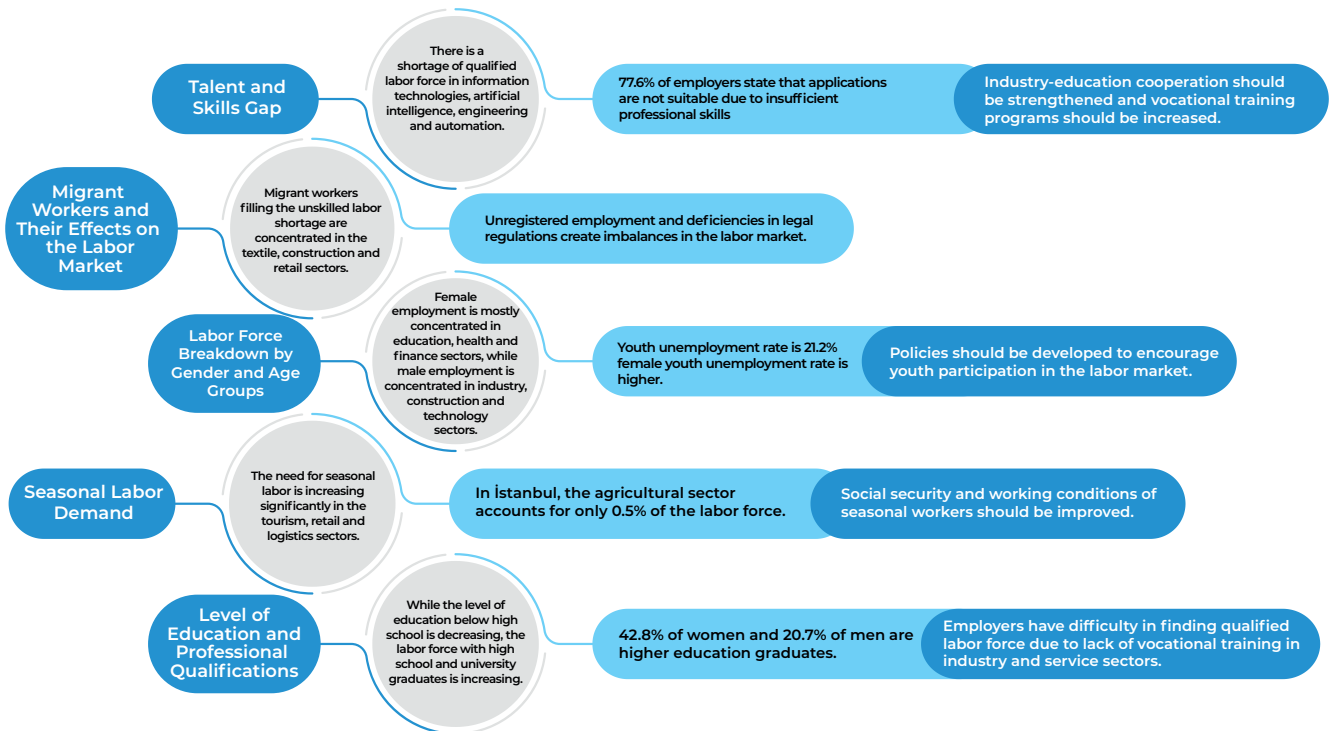 Talent and
Skills Gap
There is a
shortage of qualified
labor force in information
technologies, artificial
intelligence, engineering
and automation.
77.6% of employers state that applications
are not suitable due to insufficient
professional skills
Industry-education cooperation should
be strengthened and vocational training
programs should be increased.
Migrant
Workers and
Their Effects on
the Labor
Market
Migrant workers
filling the unskilled labor
shortage are
concentrated in the
textile, construction and
retail sectors.
Unregistered employment and deficiencies in legal
regulations create imbalances in the labor market.
Labor Force
Breakdown by
Gender and Age
Groups
Female
employment is mostly
concentrated in
education, health and
finance sectors, while
male employment is
concentrated in industry,
construction and
technology
sectors.
Youth unemployment rate is 21.2%
female youth unemployment rate is
higher.
Policies should be developed to encourage
youth participation in the labor market.
Seasonal Labor
Demand
The need for seasonal
labor is increasing
significantly in the
tourism, retail and
logistics sectors.
In İstanbul, the agricultural sector
accounts for only 0.5% of the labor force.
Social security and working conditions of
seasonal workers should be improved.
Level of
Education and
Professional
Qualifications
While the level of
education below high
school is decreasing, the
labor force with high
school and university
graduates is increasing.
42.8% of women and 20.7% of men are
higher education graduates.
Employers have difficulty in finding qualified
labor force due to lack of vocational training in
industry and service sectors.